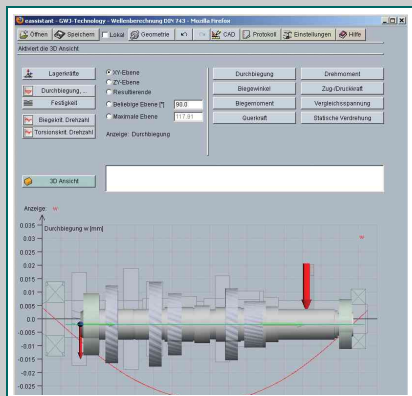 eassistant - GWJ-Technology - Wellenberechnung DIN 743 - Mozilla Firefox
Öffnen Speichern Lokal Geometrie CAD Protokoll Einstellungen Hilfe
Aktiviert die 3D Ansicht
Lagerkräfte
Durchbiegung, ...
Festigkeit
Biegekrit. Drehzahl
Torsionskrit. Drehzahl
XY-Ebene
ZY-Ebene
Resultierende
Beliebige Ebene [°] 90.0
Maximale Ebene 117.81
Anzeige: Durchbiegung
Durchbiegung Drehmoment
Biegewinkel Zug-/Druckkraft
Biegemoment Vergleichsspannung
Querkraft Statische Verdrehung
3D Ansicht
Anzeige: w
Durchbiegung w [mm]
w
0.035
0.03
0.025
0.02
0.015
0.01
0.005
0.0
-0.005
-0.01
-0.015
-0.02
-0.025